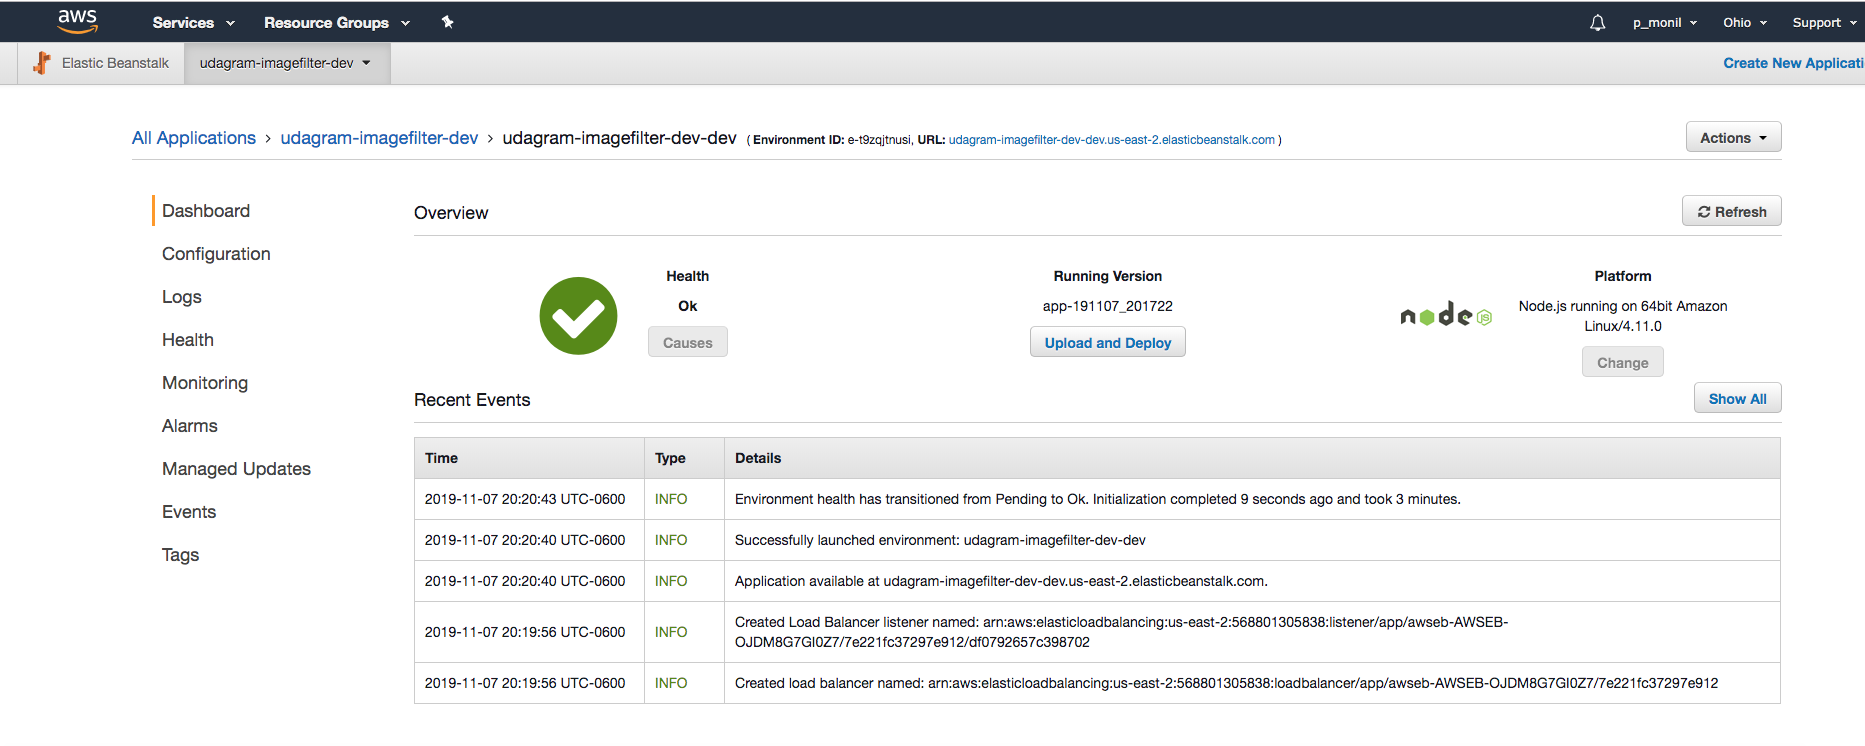 aws Services Resource Groups p_monil Ohio Support
Elastic Beanstalk udagram-imagefilter-dev Create New Applicati
All Applications > udagram-imagefilter-dev > udagram-imagefilter-dev-dev ( Environment ID: e-t9zqjtnusi, URL: udagram-imagefilter-dev-dev.us-east-2.elasticbeanstalk.com ) Actions
Dashboard
Configuration
Logs
Health
Monitoring
Alarms
Managed Updates
Events
Tags
Overview Refresh
Health
Ok
Causes
Running Version
app-191107_201722
Upload and Deploy
node JS
Platform
Node.js running on 64bit Amazon
Linux/4.11.0
Change
Recent Events Show All
Time Type Details
2019-11-07 20:20:43 UTC-0600 INFO Environment health has transitioned from Pending to Ok. Initialization completed 9 seconds ago and took 3 minutes.
2019-11-07 20:20:40 UTC-0600 INFO Successfully launched environment: udagram-imagefilter-dev-dev
2019-11-07 20:20:40 UTC-0600 INFO Application available at udagram-imagefilter-dev-dev.us-east-2.elasticbeanstalk.com.
2019-11-07 20:19:56 UTC-0600 INFO Created Load Balancer listener named: arn:aws:elasticloadbalancing:us-east-2:568801305838:listener/app/awseb-AWSEB-
OJDM8G7GI0Z7/7e221fc37297e912/df0792657c398702
2019-11-07 20:19:56 UTC-0600 INFO Created load balancer named: arn:aws:elasticloadbalancing:us-east-2:568801305838:loadbalancer/app/awseb-AWSEB-OJDM8G7GI0Z7/7e221fc37297e912